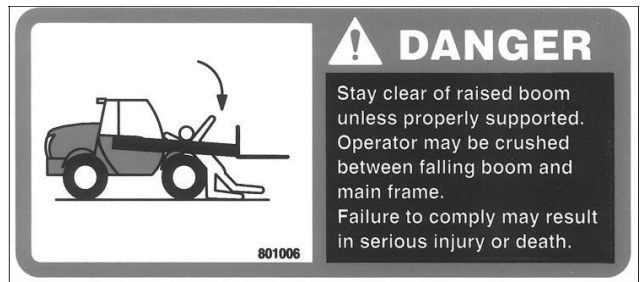 DANGER
Stay clear of raised boom
unless properly supported.
Operator may be crushed
between falling boom and
main frame.
Failure to comply may result
in serious injury or death.
801006